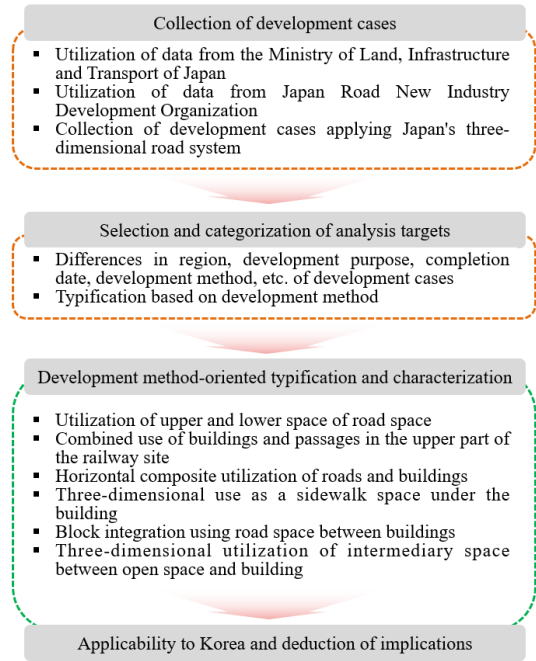 Collection of development cases
▪ Utilization of data from the Ministry of Land, Infrastructure
and Transport of Japan
▪ Utilization of data from Japan Road New Industry
Development Organization
▪ Collection of development cases applying Japan's three-
dimensional road system
Selection and categorization of analysis targets
▪ Differences in region, development purpose, completion
date, development method, etc. of development cases
▪ Typification based on development method
Development method-oriented typification and characterization
▪ Utilization of upper and lower space of road space
▪ Combined use of buildings and passages in the upper part of
the railway site
▪ Horizontal composite utilization of roads and buildings
▪ Three-dimensional use as a sidewalk space under the
building
▪ Block integration using road space between buildings
▪ Three-dimensional utilization of intermediary space
between open space and building
Applicability to Korea and deduction of implications